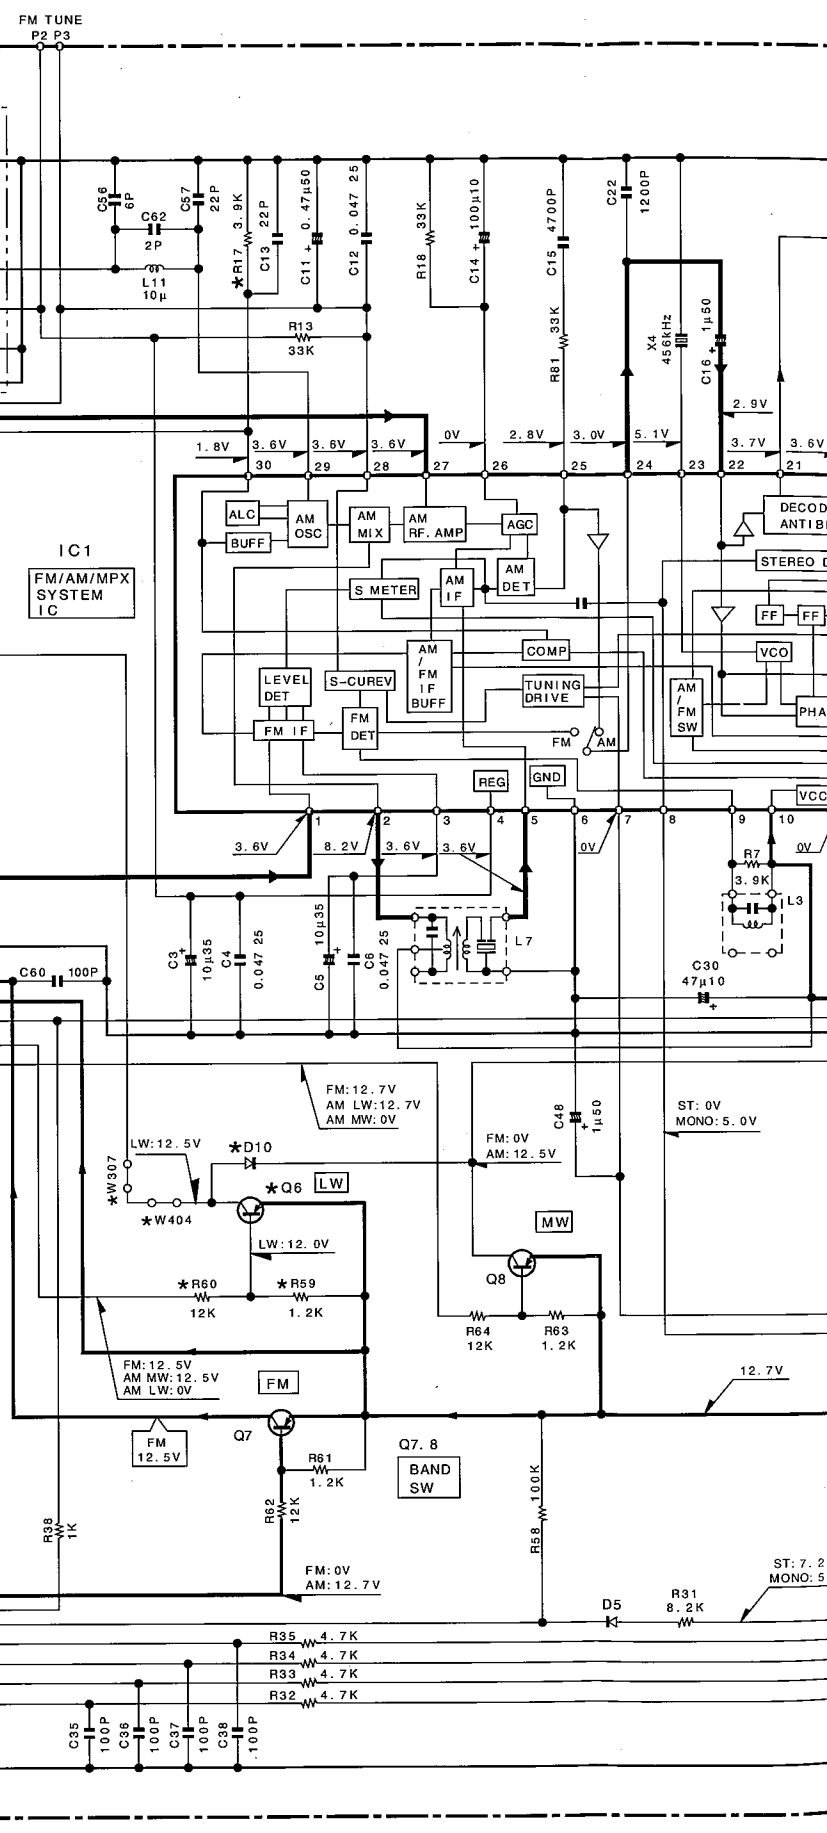 FM TUNE
P2 P3
C56
6P
C62
2P
C57
22P
L11
10μ
*R17 3.9K
C13 22P
C11 + 0.47μ50
C12 0.047 25
R18 33K
C14 + 100μ10
C15 4700P
R81 33K
C22
1200P
X4
456kHz
C16 + 1μ50
R13
33K
2.9V
1.8V
3.6V
3.6V
3.6V
0V
2.8V
3.0V
5.1V
3.7V
3.6V
30
29
28
27
26
25
24
23
22
21
IC1
FM/AM/MPX
SYSTEM
IC
ALC
BUFF
AM
OSC
AM
MIX
AM
RF.AMP
AGC
AM
DET
S METER
AM
IF
DECOD
ANTI BI
STEREO D
FF
FF
COMP
VCO
AM
/
FM
IF
BUFF
LEVEL
DET
S-CUREV
TUNING
DRIVE
AM
/
FM
SW
PHA
FM IF
FM
DET
FM
AM
REG
GND
VCC
1
2
3
4
5
6
7
8
9
10
3.6V
8.2V
3.6V
3.6V
0V
0V
R7
3.9K
L3
C3 +
10μ35
C4
0.047 25
C5 +
10μ35
C6
0.047 25
L7
C60 100P
C30
47μ10
+
FM:12.7V
AM LW:12.7V
AM MW:0V
C48 +
1μ50
ST:0V
MONO:5.0V
LW:12.5V
*D10
FM:0V
AM:12.5V
*W307
*W404
*Q6
LW
MW
LW:12.0V
Q8
*R60
12K
*R59
1.2K
R64
12K
R63
1.2K
FM:12.5V
AM MW:12.5V
AM LW:0V
FM
12.7V
Q7
FM
12.5V
Q7.8
BAND
SW
R61
1.2K
R62
12K
R58 100K
R38
1K
FM:0V
AM:12.7V
ST:7.2
MONO:5
D5
R31
8.2K
R35 4.7K
R34 4.7K
R33 4.7K
R32 4.7K
C35
100P
C36
100P
C37
100P
C38
100P